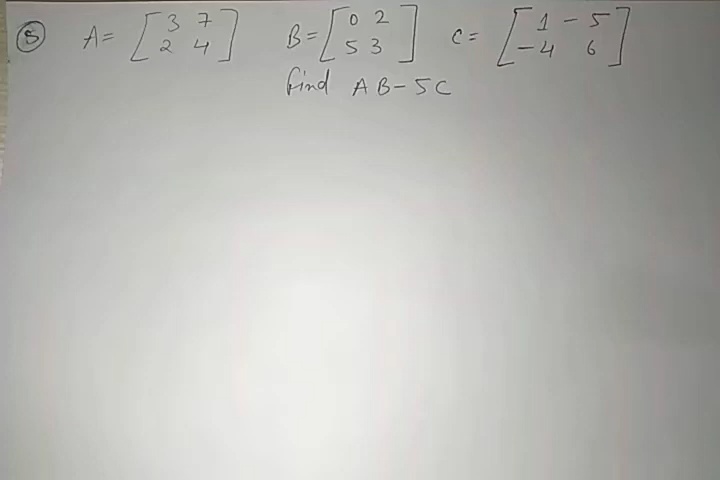 5 A = [ 3 7 B = [ 0 2 ] C = [ 1 - 5
2 4 ] 5 3 - 4 6 ]
find AB - 5C